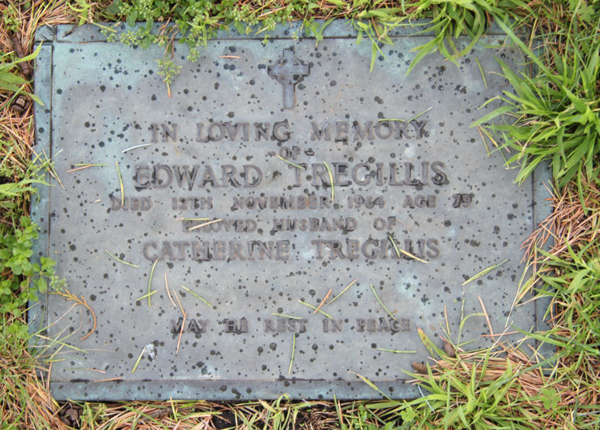 IN LOVING MEMORY
OF
EDWARD TREGILLIS
DIED 13TH NOVEMBER 1964 AGE 79
BELOVED HUSBAND OF
CATHERINE TREGILLIS
MAY HE REST IN PEACE